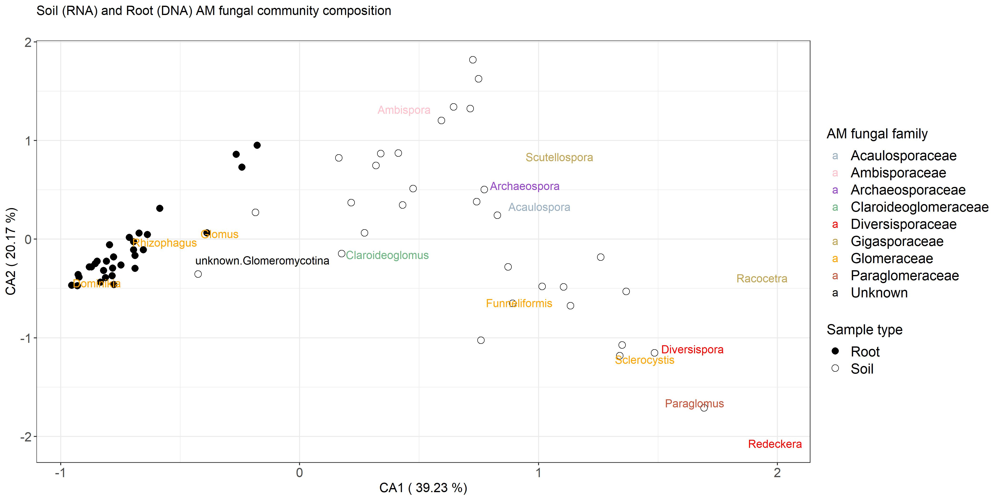 Soil (RNA) and Root (DNA) AM fungal community composition
2
1
0
-1
-2
CA2 ( 20.17 %)
Ambispora
Scutellospora
Archaeospora
Acaulospora
Glomus
Rhizophagus
Claroideoglomus
unknown.Glomeromycotina
Racocetra
Dominikia
Funneliformis
Diversispora
Sclerocystis
Paraglomus
Redeckera
-1
0
1
2
CA1 ( 39.23 %)
AM fungal family
a Acaulosporaceae
a Ambisporaceae
a Archaeosporaceae
a Claroideoglomeraceae
a Diversisporaceae
a Gigasporaceae
a Glomeraceae
a Paraglomeraceae
a Unknown
Sample type
Root
Soil